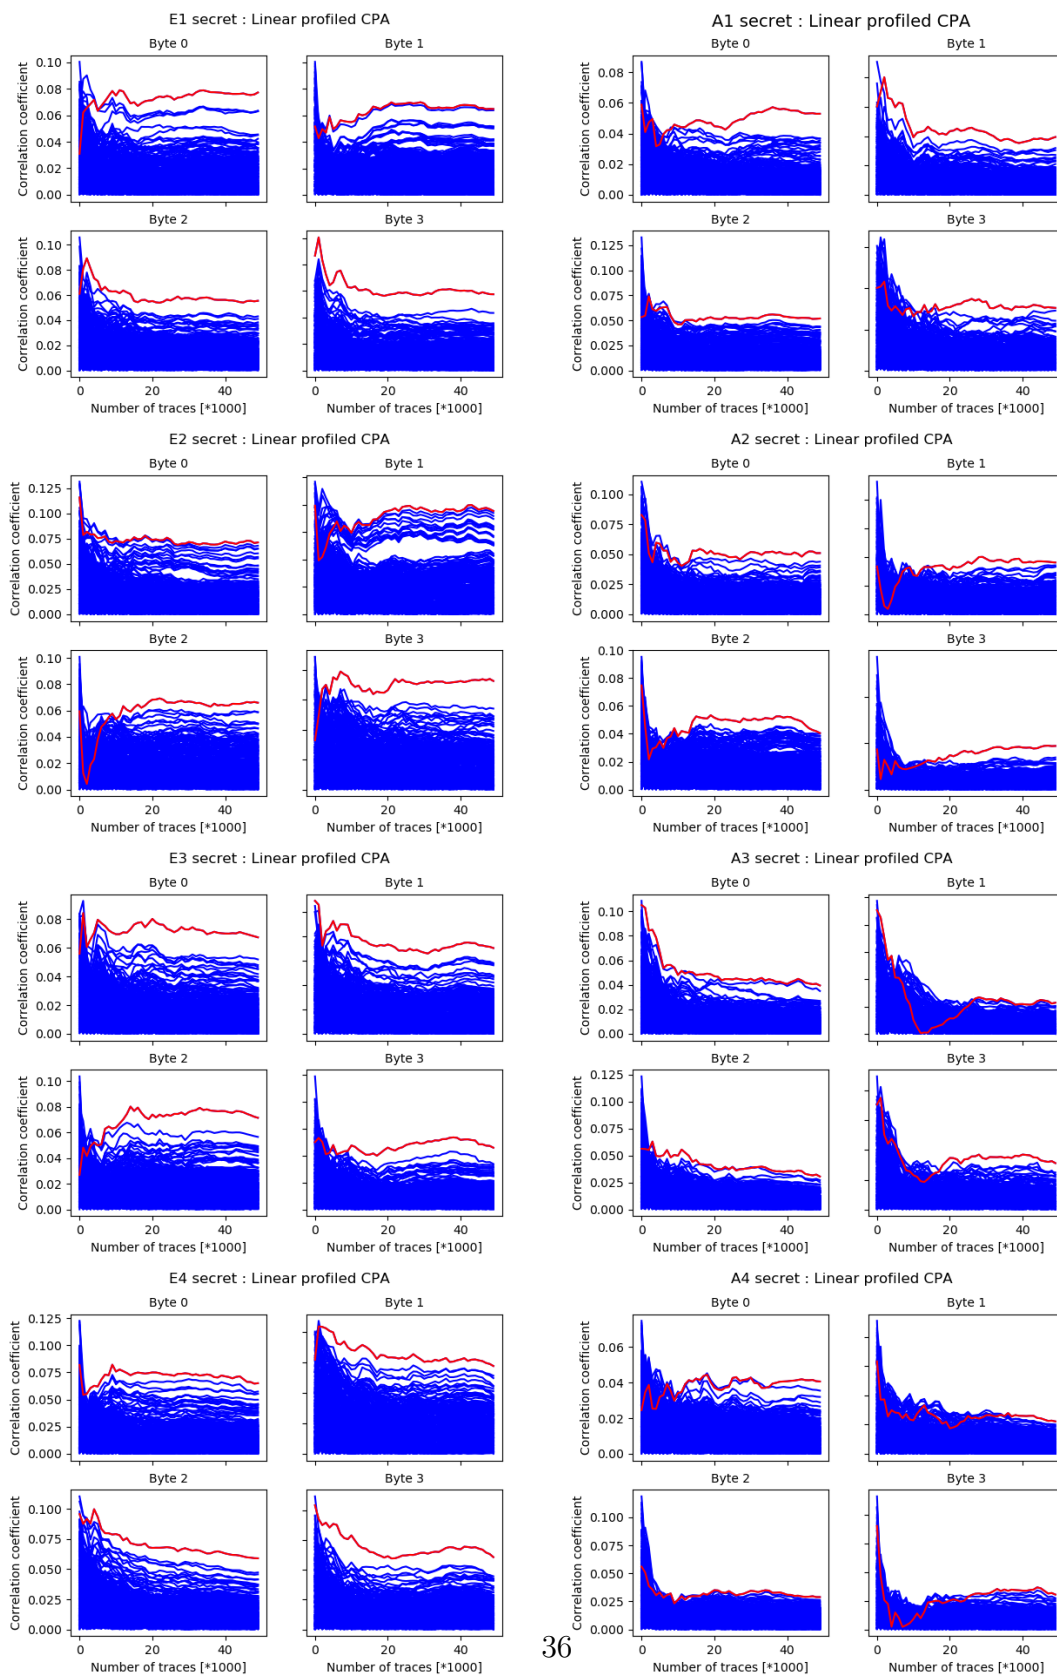 E1 secret : Linear profiled CPA
Byte 0
Byte 1
Correlation coefficient
0.10
0.08
0.06
0.04
0.02
0.00
Byte 2
Byte 3
Correlation coefficient
0.10
0.08
0.06
0.04
0.02
0.00
0 20 40
0 20 40
Number of traces [*1000]
Number of traces [*1000]
A1 secret : Linear profiled CPA
Byte 0
Byte 1
Correlation coefficient
0.08
0.06
0.04
0.02
0.00
Byte 2
Byte 3
Correlation coefficient
0.125
0.100
0.075
0.050
0.025
0.000
0 20 40
0 20 40
Number of traces [*1000]
Number of traces [*1000]
E2 secret : Linear profiled CPA
Byte 0
Byte 1
Correlation coefficient
0.125
0.100
0.075
0.050
0.025
0.000
Byte 2
Byte 3
Correlation coefficient
0.10
0.08
0.06
0.04
0.02
0.00
0 20 40
0 20 40
Number of traces [*1000]
Number of traces [*1000]
A2 secret : Linear profiled CPA
Byte 0
Byte 1
Correlation coefficient
0.100
0.075
0.050
0.025
0.000
Byte 2
Byte 3
Correlation coefficient
0.10
0.08
0.06
0.04
0.02
0.00
0 20 40
0 20 40
Number of traces [*1000]
Number of traces [*1000]
E3 secret : Linear profiled CPA
Byte 0
Byte 1
Correlation coefficient
0.08
0.06
0.04
0.02
0.00
Byte 2
Byte 3
Correlation coefficient
0.10
0.08
0.06
0.04
0.02
0.00
0 20 40
0 20 40
Number of traces [*1000]
Number of traces [*1000]
A3 secret : Linear profiled CPA
Byte 0
Byte 1
Correlation coefficient
0.10
0.08
0.06
0.04
0.02
0.00
Byte 2
Byte 3
Correlation coefficient
0.125
0.100
0.075
0.050
0.025
0.000
0 20 40
0 20 40
Number of traces [*1000]
Number of traces [*1000]
E4 secret : Linear profiled CPA
Byte 0
Byte 1
Correlation coefficient
0.125
0.100
0.075
0.050
0.025
0.000
Byte 2
Byte 3
Correlation coefficient
0.100
0.075
0.050
0.025
0.000
0 20 40
0 20 40
Number of traces [*1000]
Number of traces [*1000]
A4 secret : Linear profiled CPA
Byte 0
Byte 1
Correlation coefficient
0.06
0.04
0.02
0.00
Byte 2
Byte 3
Correlation coefficient
0.100
0.075
0.050
0.025
0.000
0 20 40
0 20 40
Number of traces [*1000]
Number of traces [*1000]
36